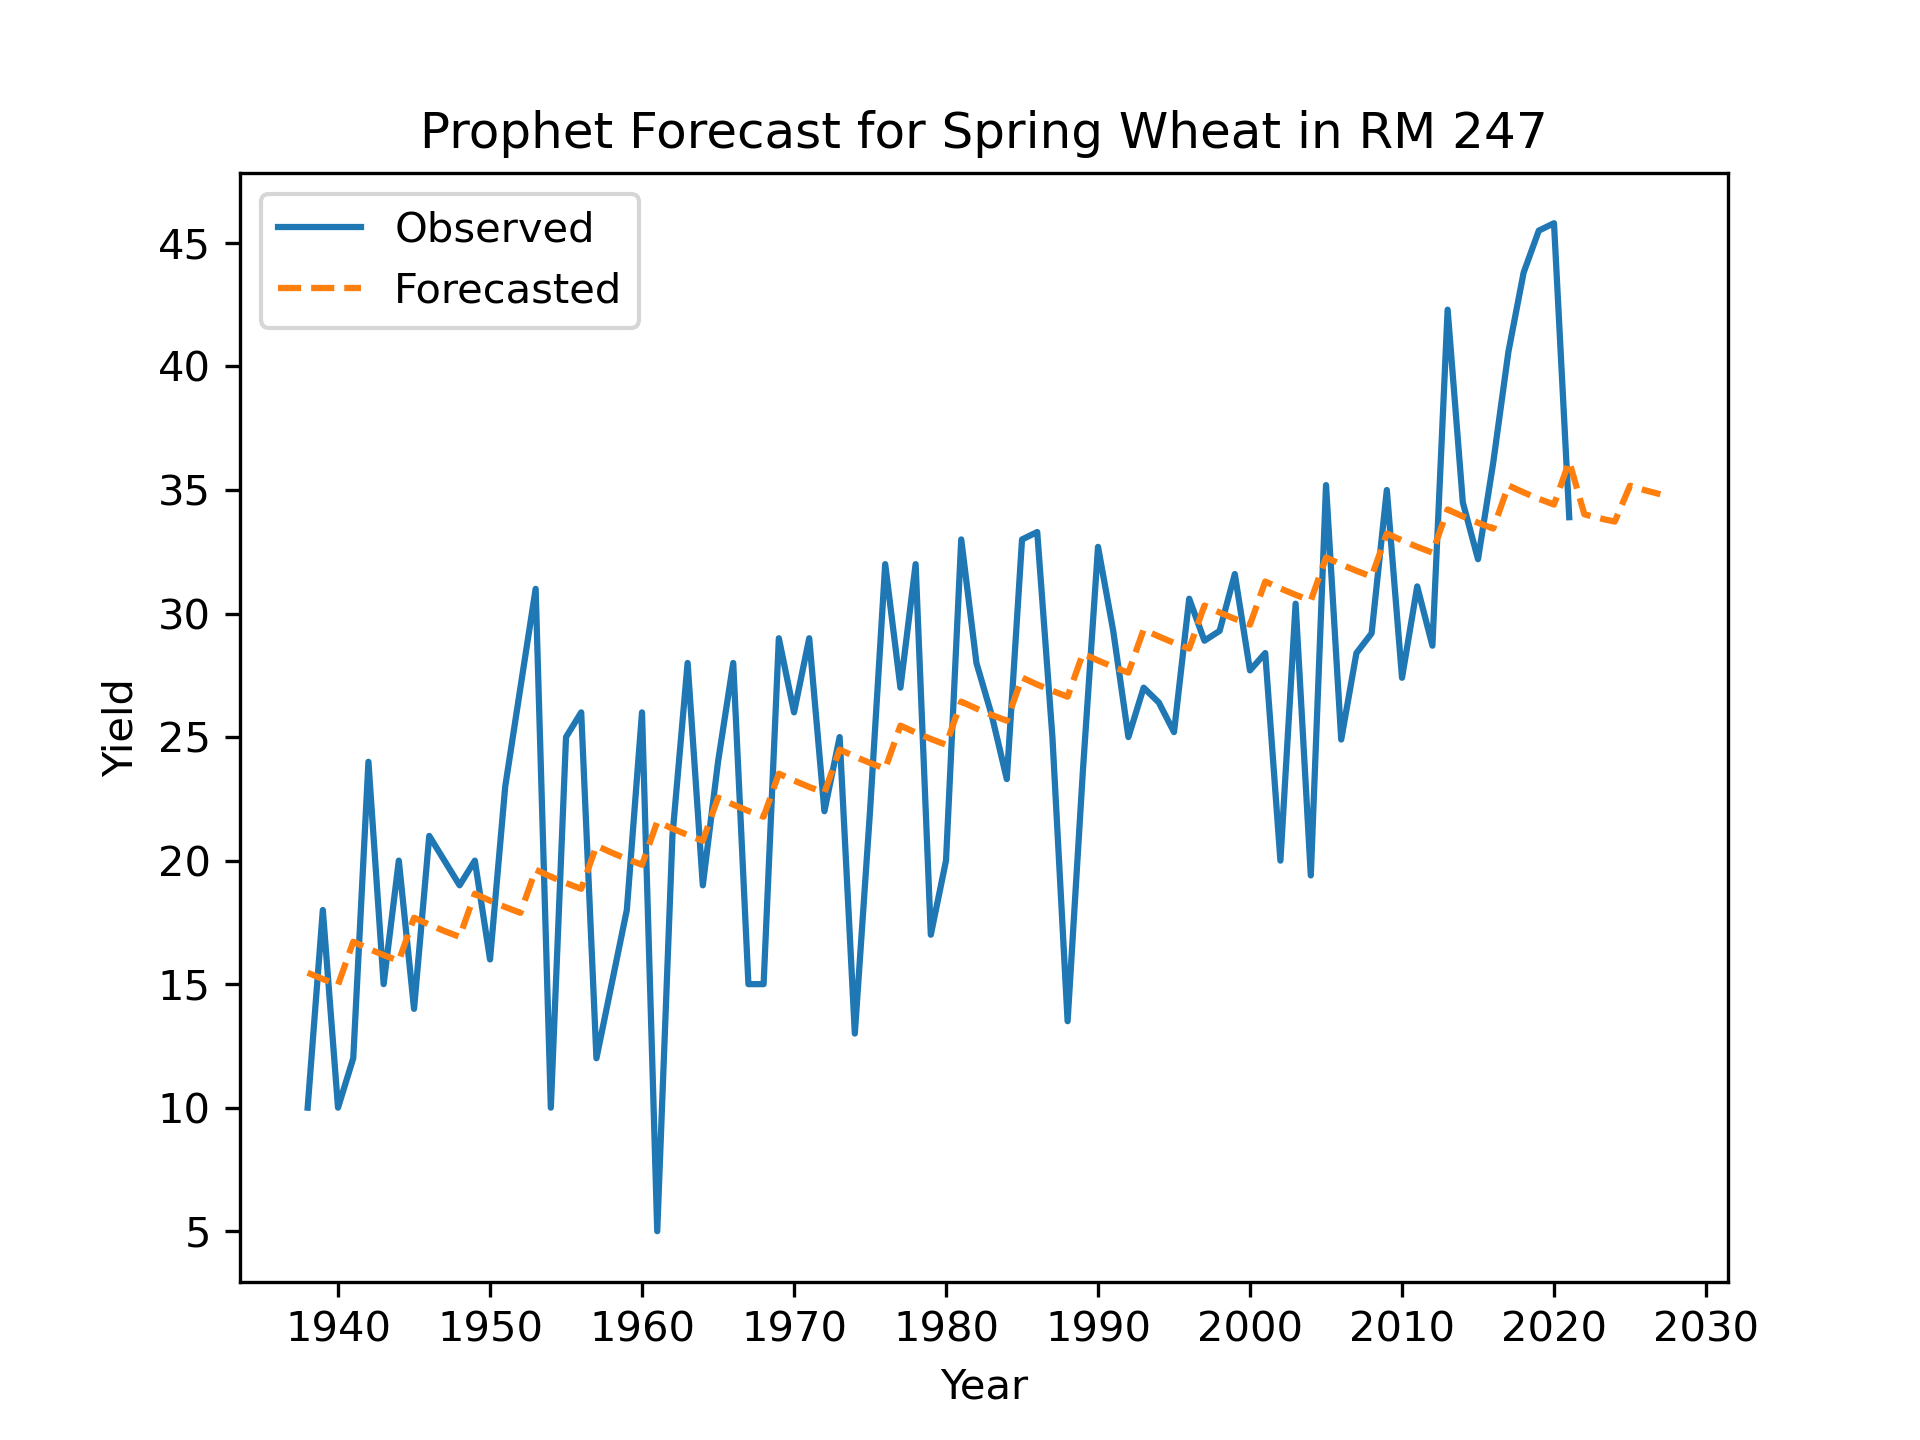 Prophet Forecast for Spring Wheat in RM 247
Observed
Forecasted
45
40
35
30
25
20
15
10
5
Yield
1940 1950 1960 1970 1980 1990 2000 2010 2020 2030
Year